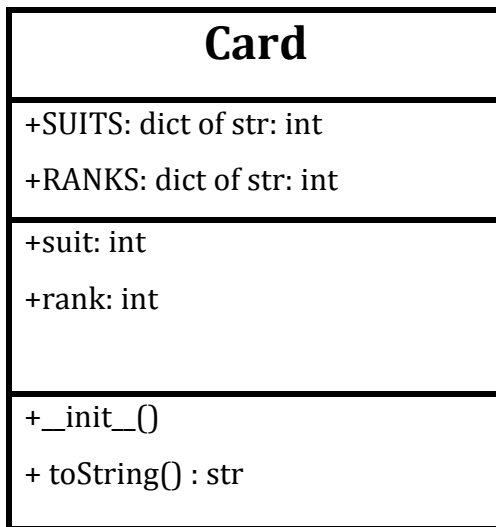 Card
+SUITS: dict of str: int
+RANKS: dict of str: int
+suit: int
+rank: int
+__init__()
+ toString() : str